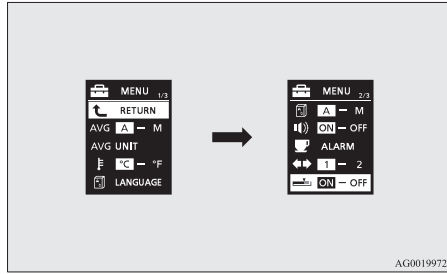 MENU 1/3
RETURN
AVG A – M
AVG UNIT
°C – °F
LANGUAGE
MENU 2/3
A – M
ON – OFF
ALARM
1 – 2
ON – OFF
AG0019972